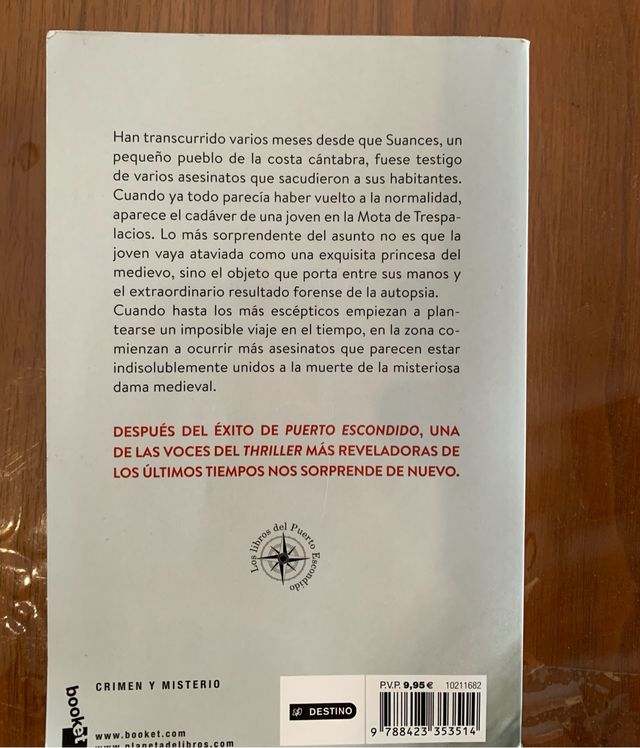 Han transcurrido varios meses desde que Suances, un
pequeño pueblo de la costa cántabra, fuese testigo
de varios asesinatos que sacudieron a sus habitantes.
Cuando ya todo parecía haber vuelto a la normalidad,
aparece el cadáver de una joven en la Mota de Trespa-
lacios. Lo más sorprendente del asunto no es que la
joven vaya ataviada como una exquisita princesa del
medievo, sino el objeto que porta entre sus manos y
el extraordinario resultado forense de la autopsia.
Cuando hasta los más escépticos empiezan a plan-
tearse un imposible viaje en el tiempo, en la zona co-
mienzan a ocurrir más asesinatos que parecen estar
indisolublemente unidos a la muerte de la misteriosa
dama medieval.
DESPUÉS DEL ÉXITO DE PUERTO ESCONDIDO, UNA
DE LAS VOCES DEL THRILLER MÁS REVELADORAS DE
LOS ÚLTIMOS TIEMPOS NOS SORPRENDE DE NUEVO.
Los libros del Puerto Escondido
CRIMEN Y MISTERIO
booket
www.booket.com
www.planetadelibros.com
DESTINO
P.V.P. 9,95 € 10211682
9 788423 353514